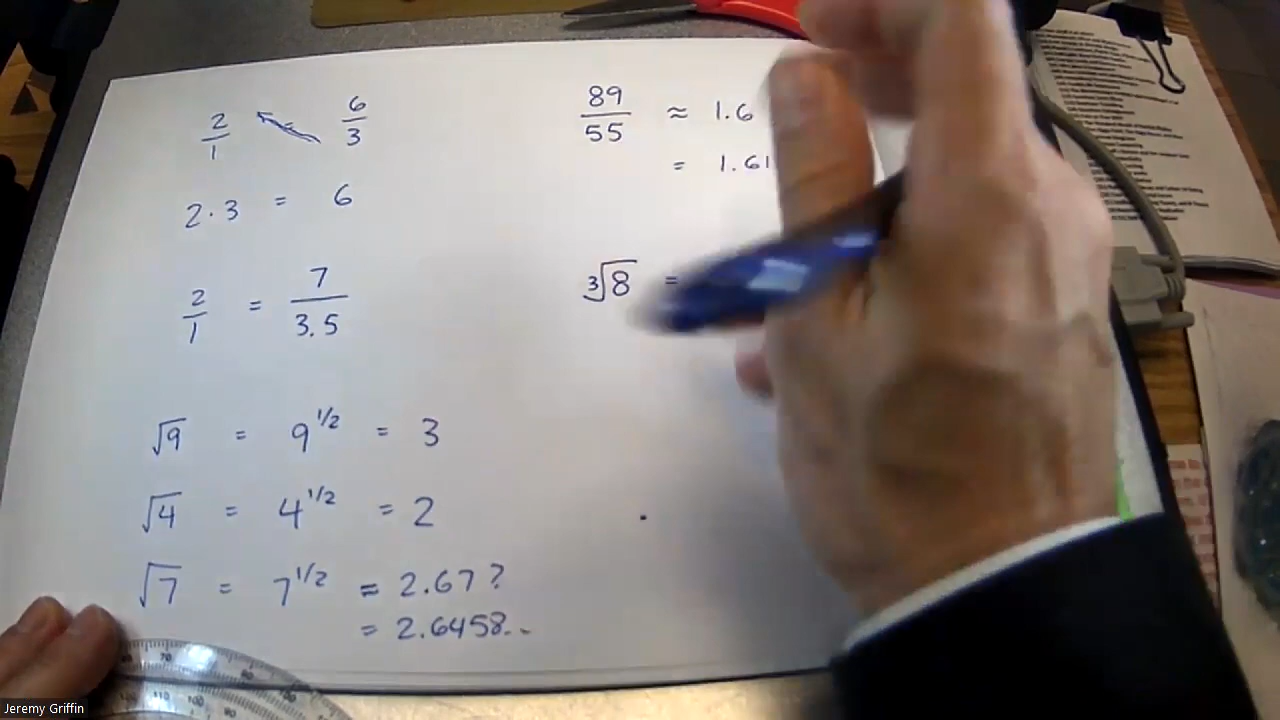 2/1 = 6/3
2 · 3 = 6
2/1 = 7/3.5
√9 = 9^1/2 = 3
√4 = 4^1/2 = 2
√7 = 7^1/2 ≈ 2.67?
= 2.6458..
89/55 ≈ 1.6
= 1.61
³√8 =
Jeremy Griffin